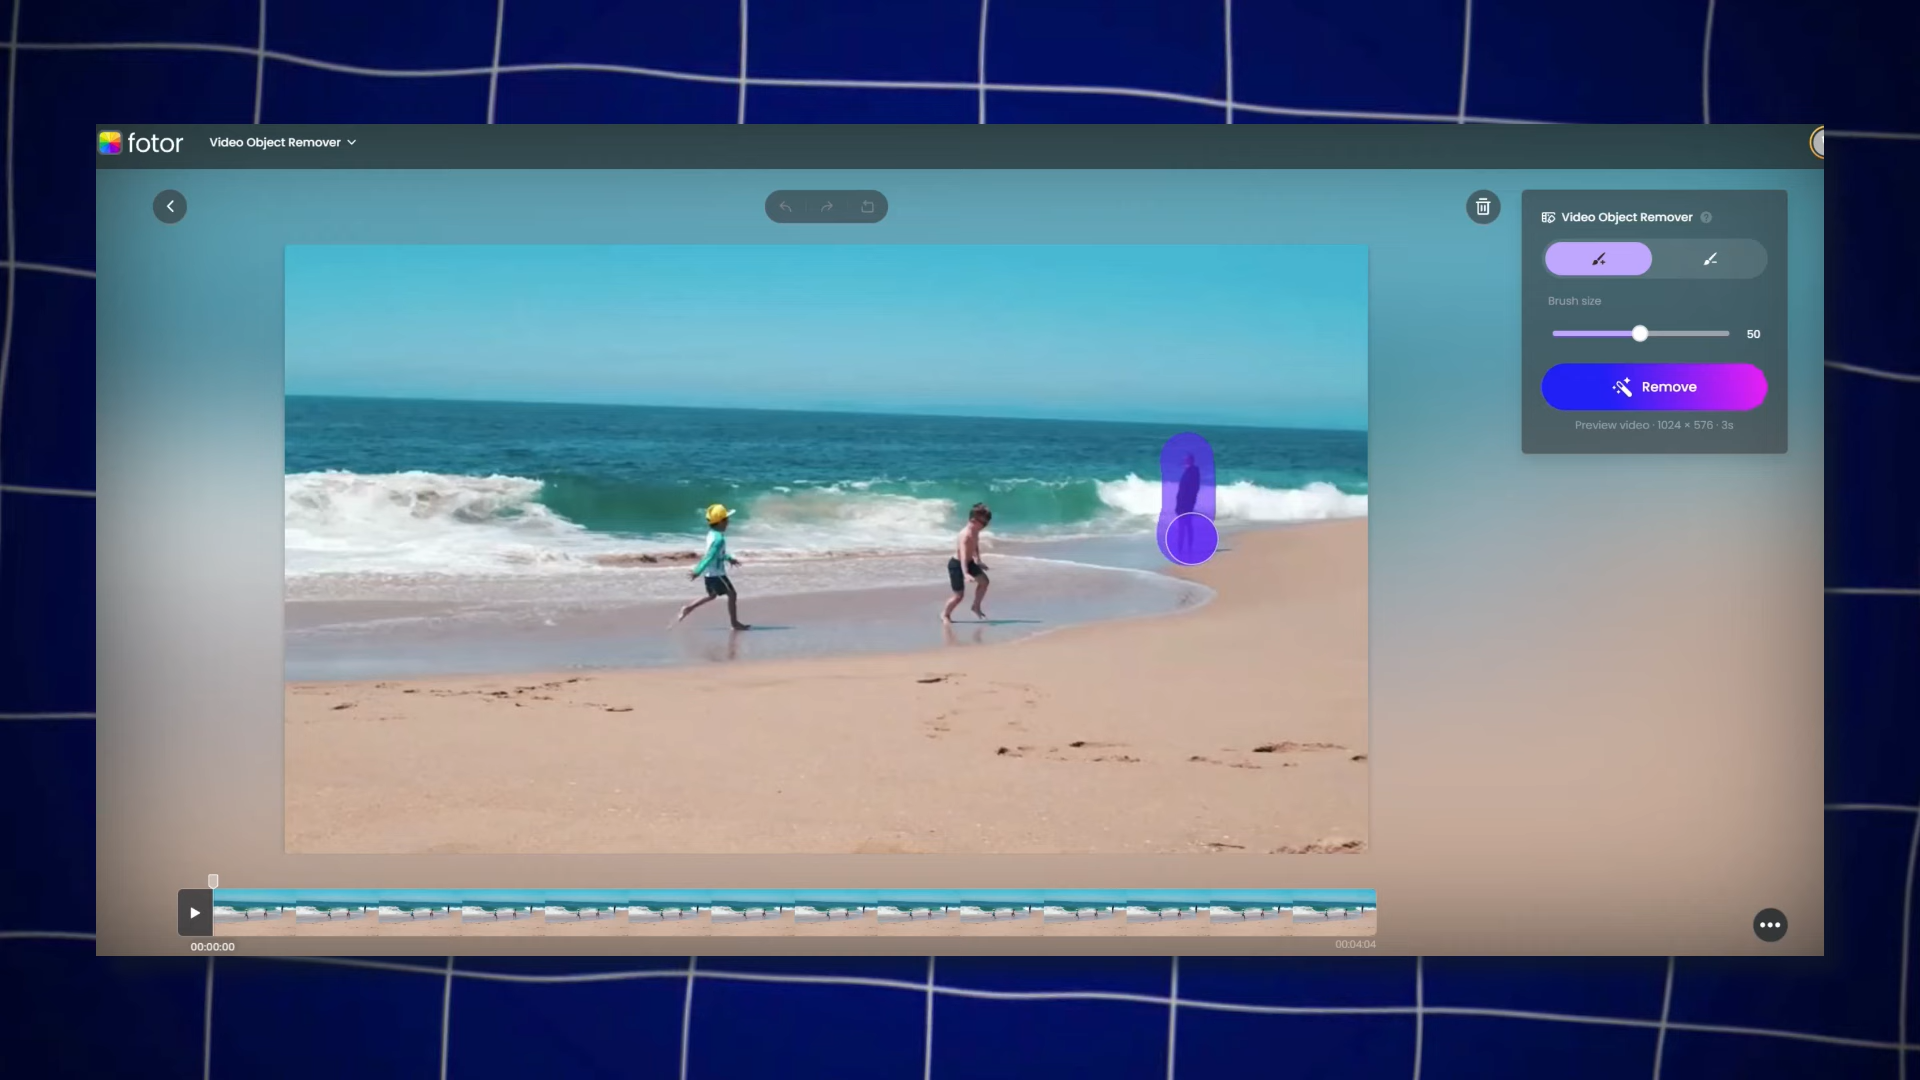 fotor
Video Object Remover
Video Object Remover
Brush size
50
Remove
Preview video · 1024 × 576 · 3s
00:00:00
00:04:04